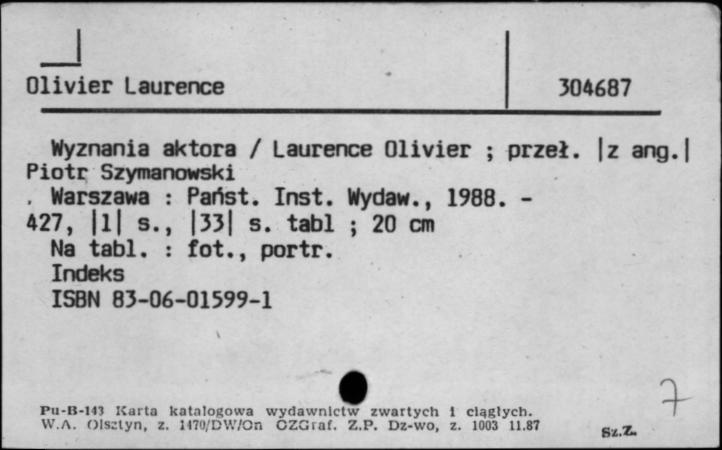 Olivier Laurence
304687
Wyznania aktora / Laurence Olivier ; przeł. |z ang.|
Piotr Szymanowski
. Warszawa : Państ. Inst. Wydaw., 1988. -
427, |1| s., |33| s. tabl ; 20 cm
Na tabl. : fot., portr.
Indeks
ISBN 83-06-01599-1
7
Pu-B-143 Karta katalogowa wydawnictw zwartych i ciągłych.
W.A. Olsztyn, z. 1470/DW/On OZGraf. Z.P. Dz-wo, z. 1003 11.87
Sz.Z.